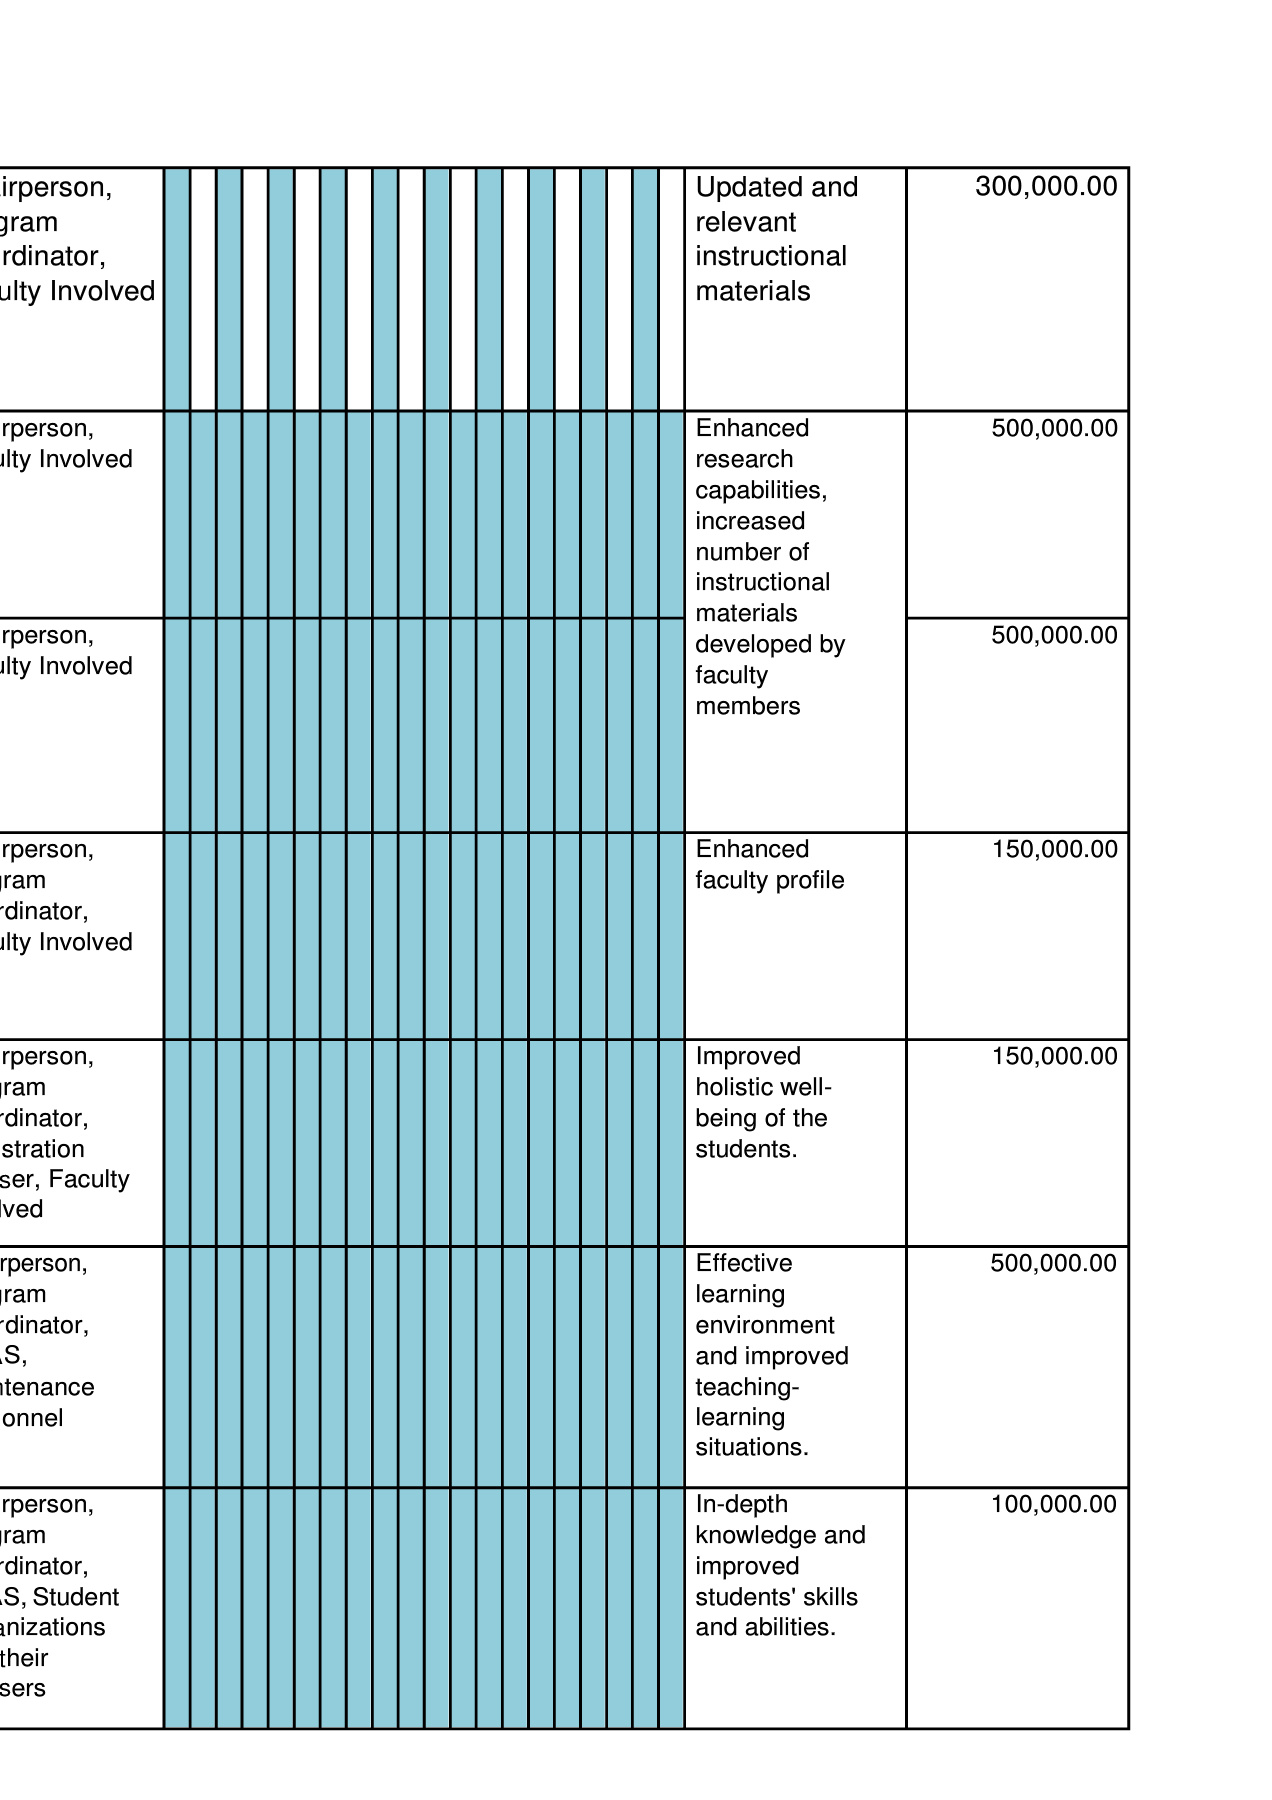 irperson,
gram
rdinator,
ulty Involved
Updated and
relevant
instructional
materials
300,000.00
rperson,
ulty Involved
Enhanced
research
capabilities,
increased
number of
instructional
materials
developed by
faculty
members
500,000.00
rperson,
ulty Involved
500,000.00
rperson,
gram
rdinator,
ulty Involved
Enhanced
faculty profile
150,000.00
rperson,
gram
rdinator,
stration
ser, Faculty
lved
Improved
holistic well-
being of the
students.
150,000.00
rperson,
gram
rdinator,
AS,
ntenance
onnel
Effective
learning
environment
and improved
teaching-
learning
situations.
500,000.00
rperson,
gram
rdinator,
AS, Student
anizations
their
sers
In-depth
knowledge and
improved
students' skills
and abilities.
100,000.00